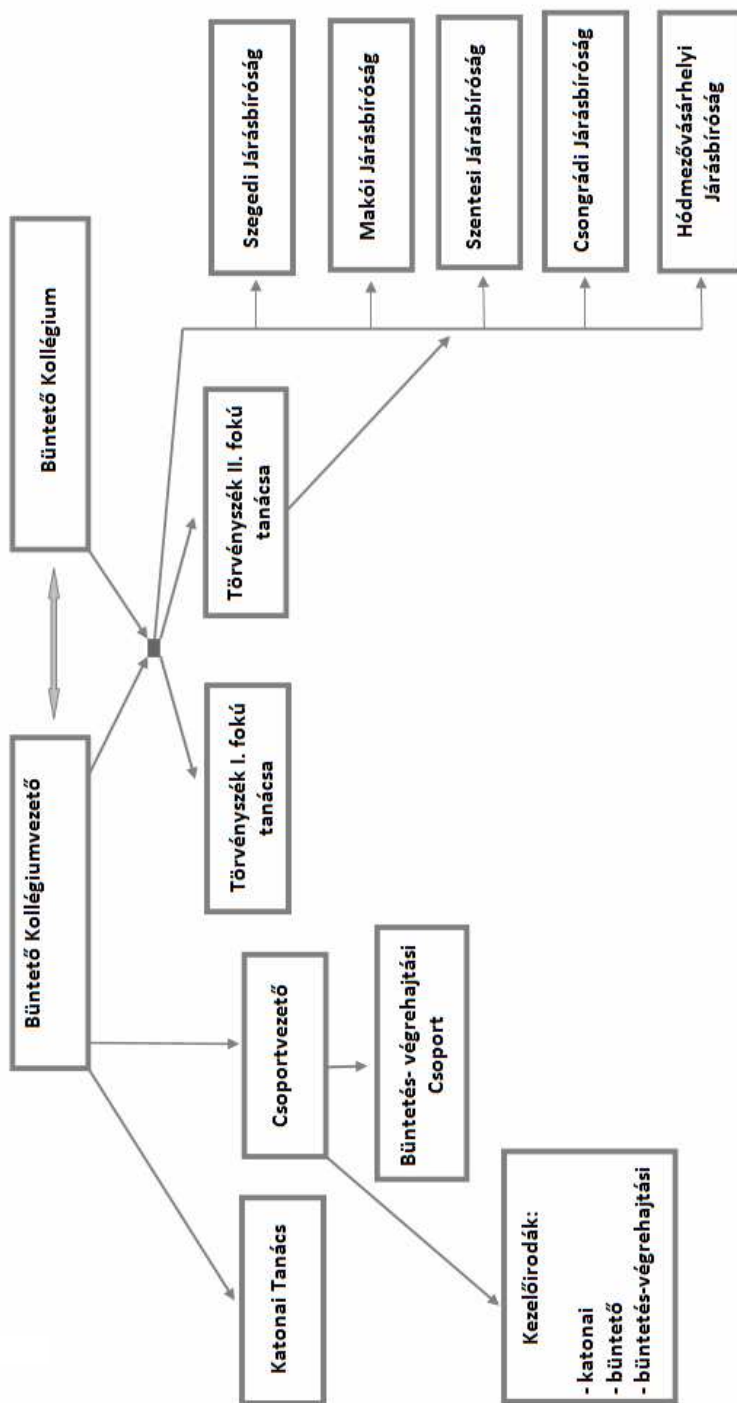 Büntető Kollégiumvezető
Büntető Kollégium
Katonai Tanács
Csoportvezető
Törvényszék I. fokú
tanácsa
Törvényszék II. fokú
tanácsa
Szegedi Járásbíróság
Makói Járásbíróság
Szentesi Járásbíróság
Csongrádi Járásbíróság
Hódmezővásárhelyi
Járásbíróság
Büntetés- végrehajtási
Csoport
Kezelőirodák:
- katonai
- büntető
- büntetés-végrehajtási